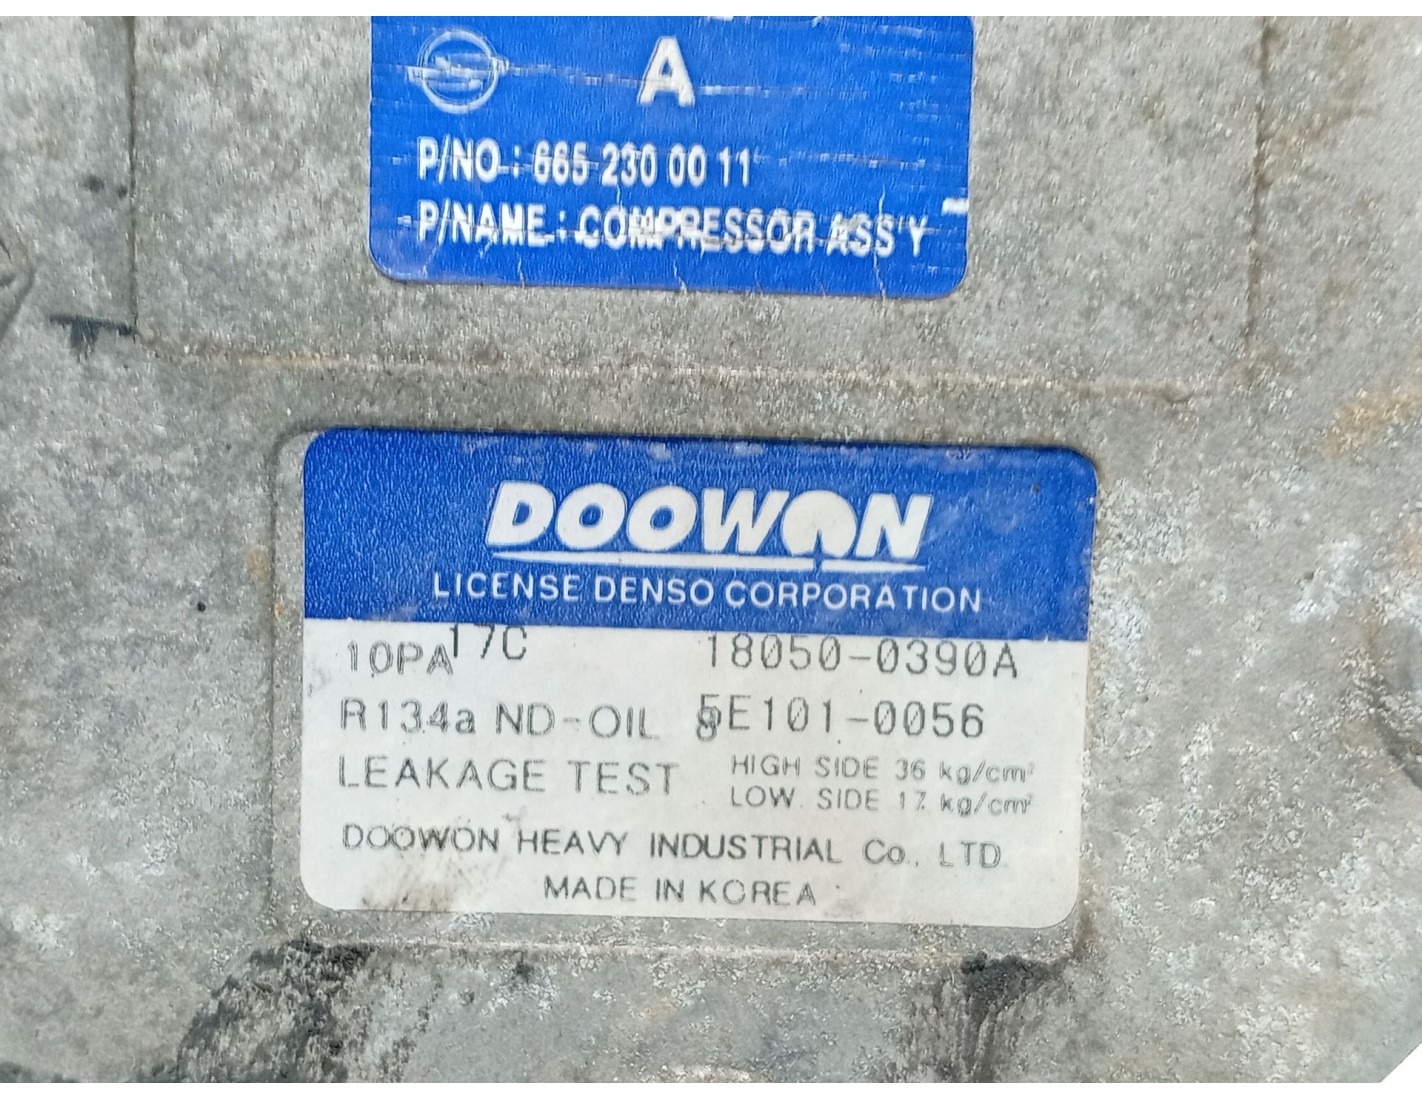 A
P/NO : 665 230 00 11
P/NAME : COMPRESSOR ASS'Y
DOOWON
LICENSE DENSO CORPORATION
10PA17C 18050-0390A
R134a ND-OIL 8 5E101-0056
LEAKAGE TEST HIGH SIDE 36 kg/cm²
LOW SIDE 17 kg/cm²
DOOWON HEAVY INDUSTRIAL Co., LTD.
MADE IN KOREA